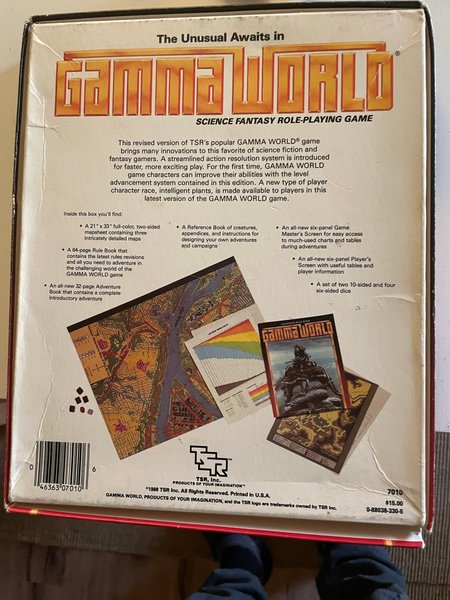 The Unusual Awaits in
GAMMA WORLD®
SCIENCE FANTASY ROLE-PLAYING GAME
This revised version of TSR's popular GAMMA WORLD® game
brings many innovations to this favorite of science fiction and
fantasy gamers. A streamlined action resolution system is introduced
for faster, more exciting play. For the first time, GAMMA WORLD
game characters can improve their abilities with the level
advancement system contained in this edition. A new type of player
character race, intelligent plants, is made available to players in this
latest version of the GAMMA WORLD game.
Inside this box you'll find:
• A 21" x 33" full-color, two-sided
mapsheet containing three
intricately detailed maps
• A 64-page Rule Book that
contains the latest rules revisions
and all you need to adventure in
the challenging world of the
GAMMA WORLD game
• An all-new 32-page Adventure
Book that contains a complete
introductory adventure
• A Reference Book of creatures,
appendices, and instructions for
designing your own adventures
and campaigns
• An all-new six-panel Game
Master's Screen for easy access
to much-used charts and tables
during adventures
• An all-new six-panel Player's
Screen with useful tables and
player information
• A set of two 10-sided and four
six-sided dice
GAMMA WORLD
0 46363 07010 6
TSR
TSR, Inc.
PRODUCTS OF YOUR IMAGINATION™
©1985 TSR Inc. All Rights Reserved. Printed in U.S.A.
GAMMA WORLD, PRODUCTS OF YOUR IMAGINATION, and the TSR logo are trademarks owned by TSR Inc.
7010
$15.00
0-88038-330-5